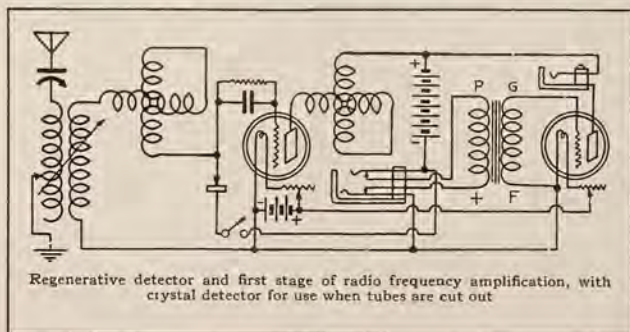 +
P G
-
- +
+ F
Regenerative detector and first stage of radio frequency amplification, with
crystal detector for use when tubes are cut out